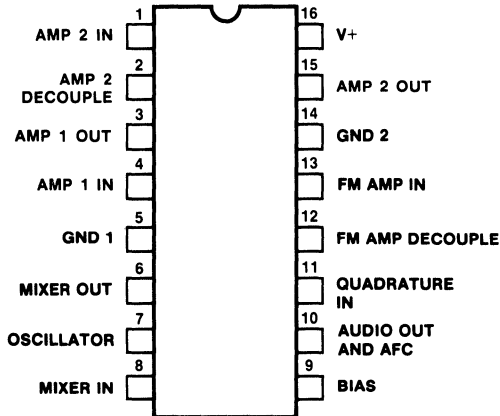 1
AMP 2 IN
2
AMP 2
DECOUPLE
3
AMP 1 OUT
4
AMP 1 IN
5
GND 1
6
MIXER OUT
7
OSCILLATOR
8
MIXER IN
16
V+
15
AMP 2 OUT
14
GND 2
13
FM AMP IN
12
FM AMP DECOUPLE
11
QUADRATURE
IN
10
AUDIO OUT
AND AFC
9
BIAS